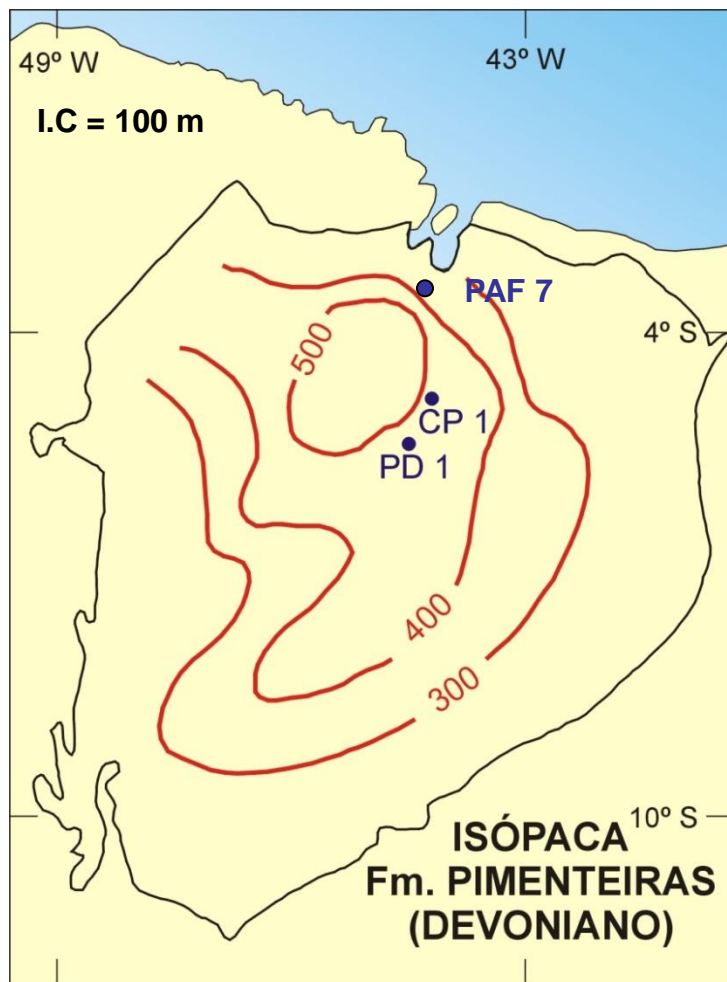 49º W
43º W
I.C = 100 m
PAF 7
4º S
500
CP 1
PD 1
400
300
10º S
ISÓPACA
Fm. PIMENTEIRAS
(DEVONIANO)